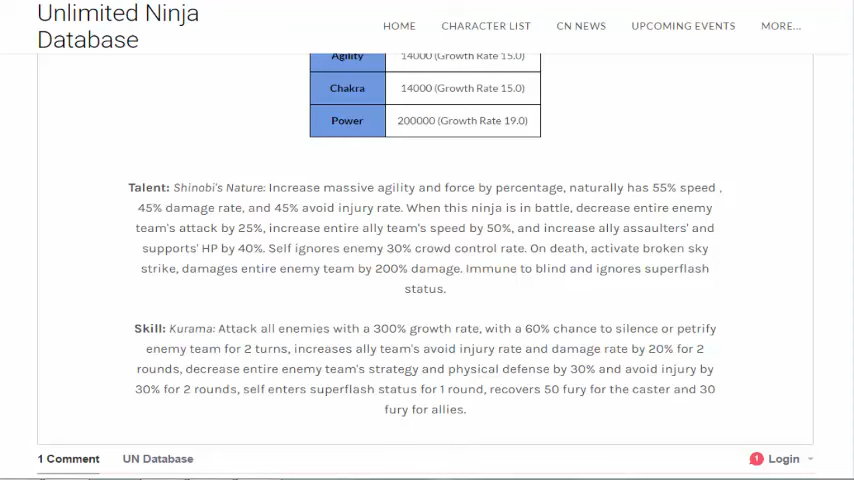 Unlimited Ninja
Database
HOME
CHARACTER LIST
CN NEWS
UPCOMING EVENTS
MORE...
Agility
14000 (Growth Rate 15.0)
Chakra
14000 (Growth Rate 15.0)
Power
200000 (Growth Rate 19.0)
Talent: Shinobi's Nature: Increase massive agility and force by percentage, naturally has 55% speed ,
45% damage rate, and 45% avoid injury rate. When this ninja is in battle, decrease entire enemy
team's attack by 25%, increase entire ally team's speed by 50%, and increase ally assaulters' and
supports' HP by 40%. Self ignores enemy 30% crowd control rate. On death, activate broken sky
strike, damages entire enemy team by 200% damage. Immune to blind and ignores superflash
status.
Skill: Kurama: Attack all enemies with a 300% growth rate, with a 60% chance to silence or petrify
enemy team for 2 turns, increases ally team's avoid injury rate and damage rate by 20% for 2
rounds, decrease entire enemy team's strategy and physical defense by 30% and avoid injury by
30% for 2 rounds, self enters superflash status for 1 round, recovers 50 fury for the caster and 30
fury for allies.
1 Comment
UN Database
1
Login